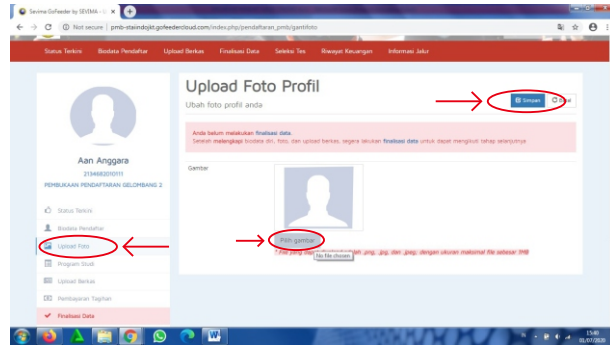 Sevima GoFeeder by SEVIMA - U
Not secure | pmb-staindojkt.gofeedercloud.com/index.php/pendaftaran_pmb/gantifoto
Status Terkini Biodata Pendaftar Upload Berkas Finalisasi Data Seleksi Tes Riwayat Keuangan Informasi Jalur
Upload Foto Profil
Ubah foto profil anda
Simpan
Anda belum melakukan finalisasi data.
Setelah melengkapi biodata diri, foto, dan upload berkas, segera lakukan finalisasi data untuk dapat mengikuti tahap selanjutnya
Aan Anggara
2134682010111
PEMBUKAAN PENDAFTARAN GELOMBANG 2
Gambar
Pilih gambar
* File yang dapat .png, .jpg, dan .jpeg, dengan ukuran maksimal file sebesar 1MB
No file chosen
Status Terkini
Biodata Pendaftar
Upload Foto
Program Studi
Upload Berkas
Pembayaran Tagihan
Finalisasi Data
15:40
01/07/2020